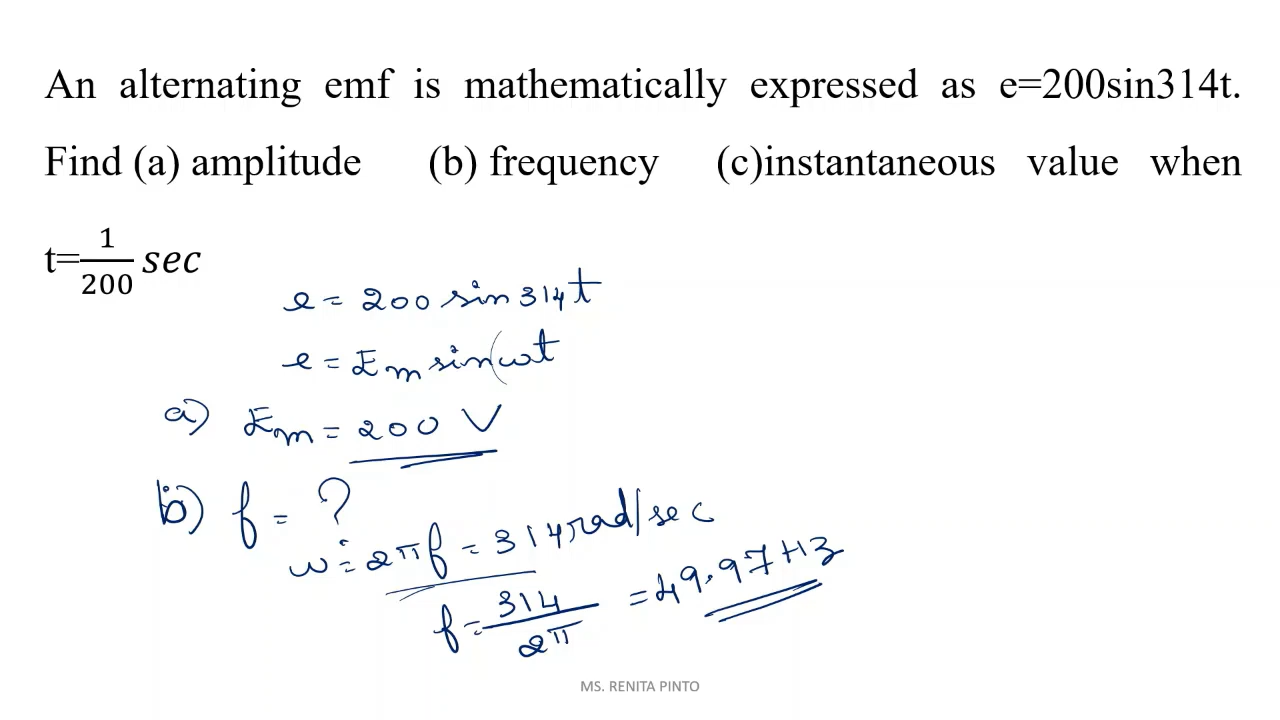 An alternating emf is mathematically expressed as e=200sin314t.
Find (a) amplitude (b) frequency (c)instantaneous value when
t=1/200 sec
e = 200 sin 314t
e = Em sin(ωt
a) Em = 200 V
b) f = ?
ω = 2πf = 314 rad/sec
f = 314/2π = 49.97 Hz
MS. RENITA PINTO